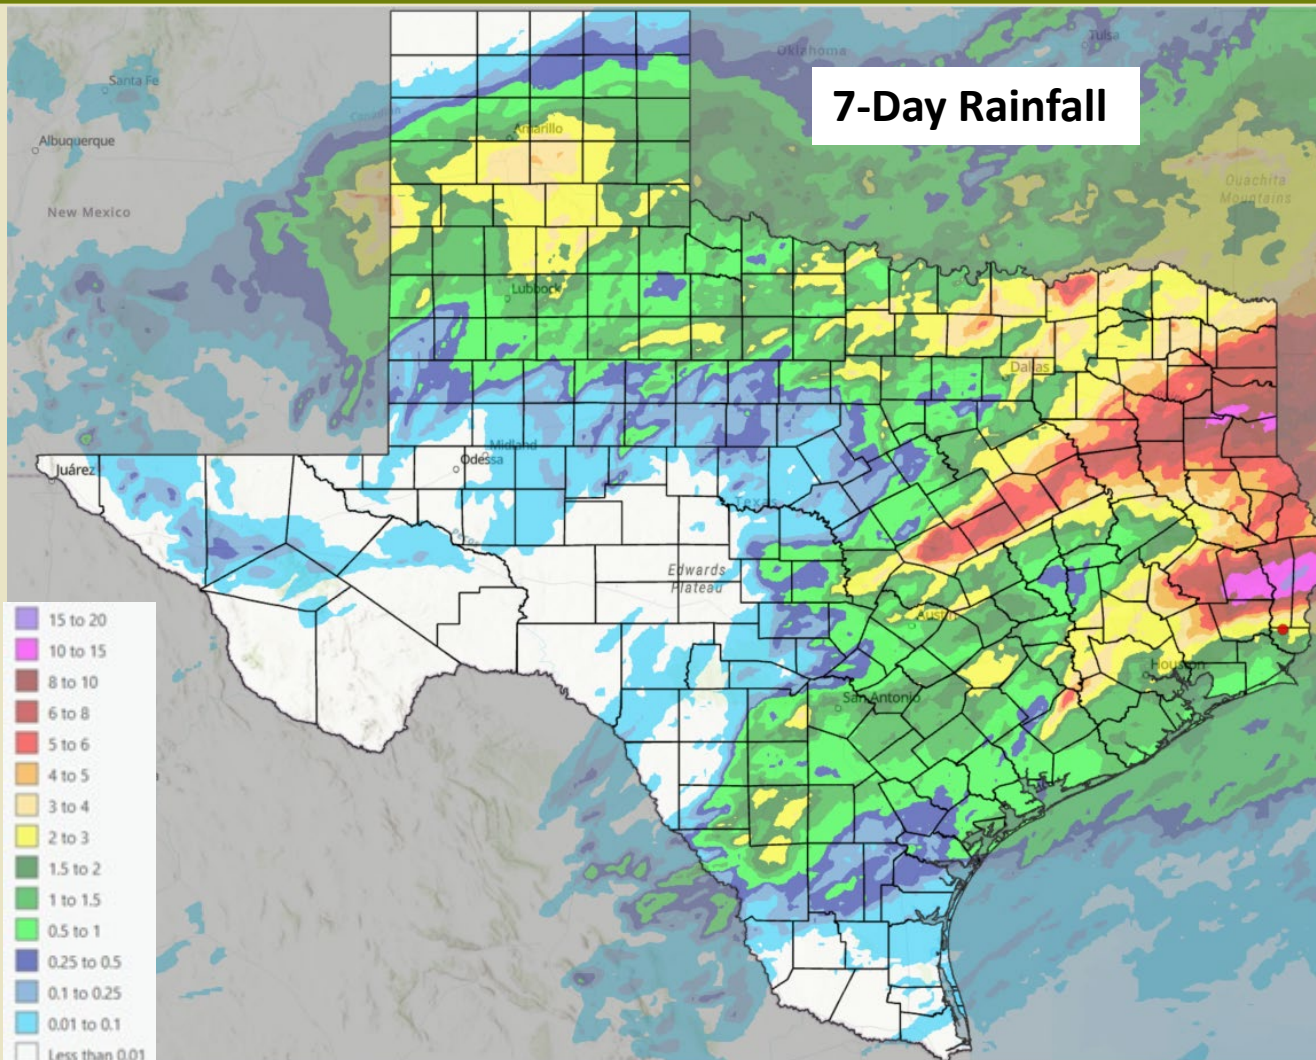 Tulsa
Oklahoma
Santa Fe
7-Day Rainfall
Canadian
Amarillo
Albuquerque
Ouachita
Mountains
New Mexico
Lubbock
Dallas
Midland
Odessa
Juárez
Texas
Pecos
Edwards
Plateau
Austin
Houston
San Antonio
15 to 20
10 to 15
8 to 10
6 to 8
5 to 6
4 to 5
3 to 4
2 to 3
1.5 to 2
1 to 1.5
0.5 to 1
0.25 to 0.5
0.1 to 0.25
0.01 to 0.1
Less than 0.01